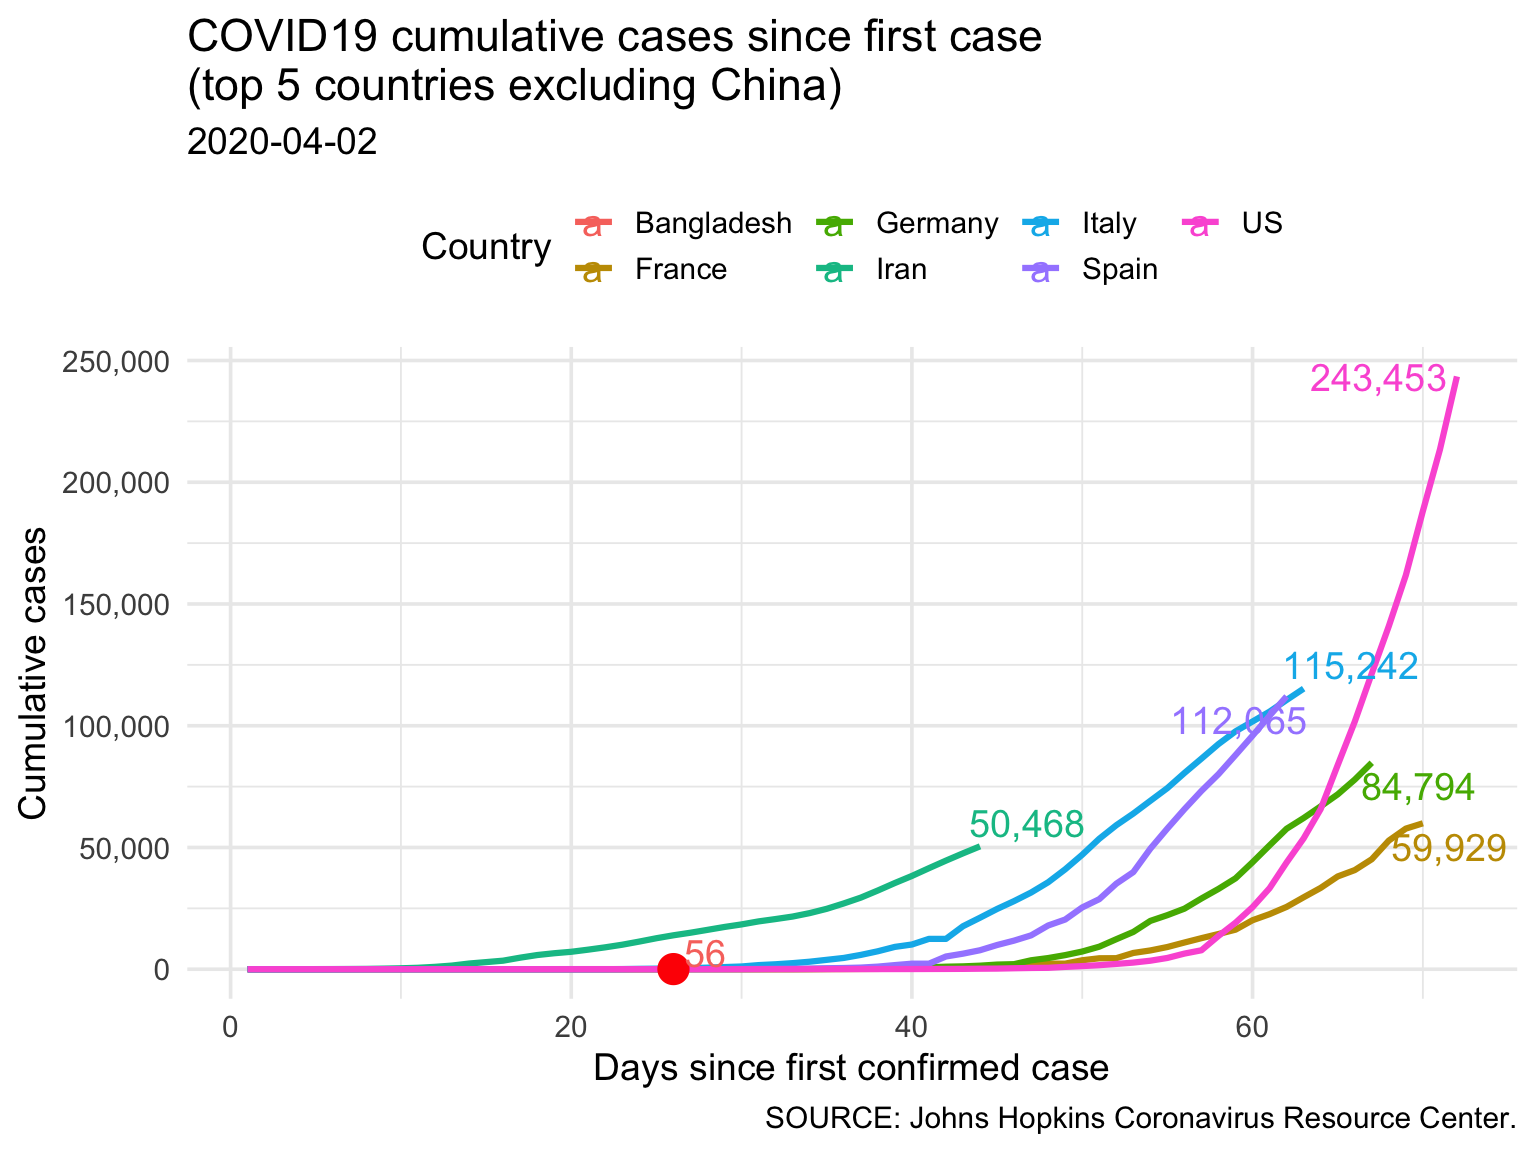 COVID19 cumulative cases since first case
(top 5 countries excluding China)
2020-04-02
Country
a Bangladesh a Germany a Italy a US
a France a Iran a Spain
Cumulative cases
250,000
200,000
150,000
100,000
50,000
0
243,453
115,242
112,065
84,794
50,468
59,929
56
0 20 40 60
Days since first confirmed case
SOURCE: Johns Hopkins Coronavirus Resource Center.